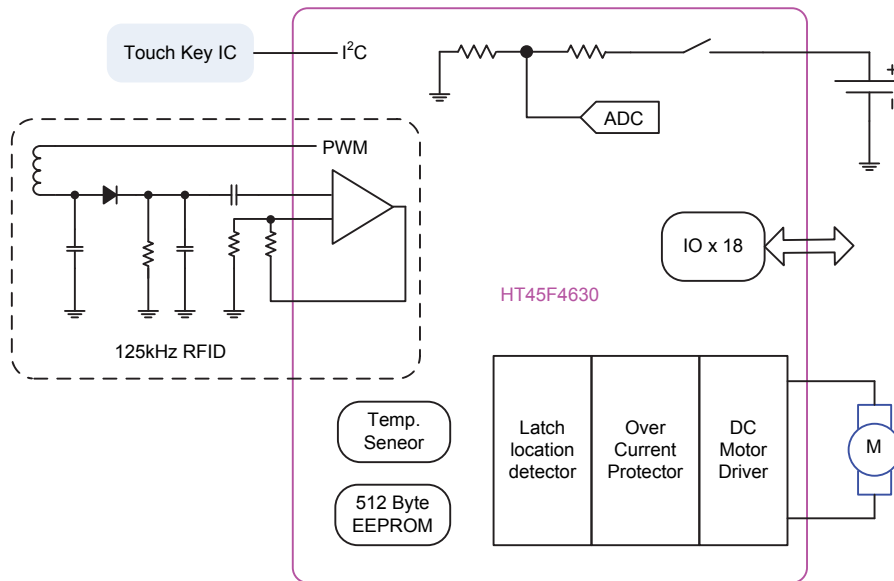 Touch Key IC
I²C
ADC
+
PWM
IO x 18
HT45F4630
125kHz RFID
Temp.
Seneor
512 Byte
EEPROM
Latch
location
detector
Over
Current
Protector
DC
Motor
Driver
M